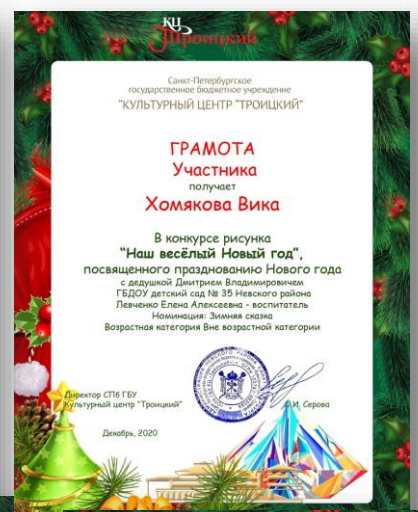 КЦ
Троицкий
Санкт-Петербургское
государственное бюджетное учреждение
"КУЛЬТУРНЫЙ ЦЕНТР "ТРОИЦКИЙ"
ГРАМОТА
Участника
получает
Хомякова Вика
В конкурсе рисунка
"Наш весёлый Новый год",
посвященного празднованию Нового года
с дедушкой Дмитрием Владимировичем
ГБДОУ детский сад № 35 Невского района
Левченко Елена Алексеевна - воспитатель
Номинация: Зимняя сказка
Возрастная категория Вне возрастной категории
Директор СПб ГБУ
Культурный центр "Троицкий"
О.И. Серова
Декабрь, 2020